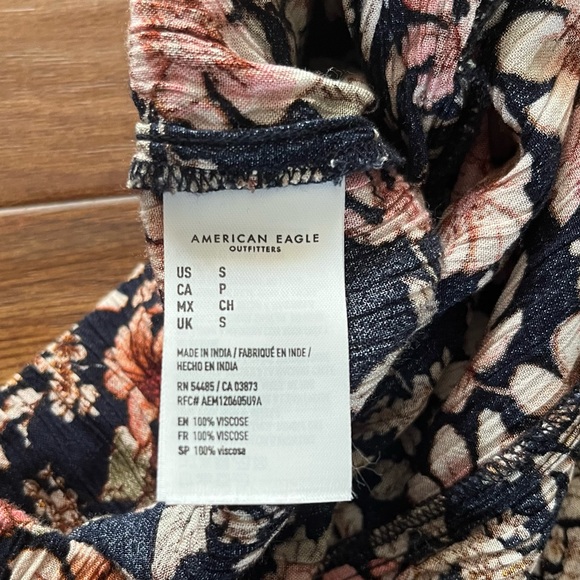 AMERICAN EAGLE
OUTFITTERS
US S
CA P
MX CH
UK S
MADE IN INDIA / FABRIQUÉ EN INDE /
HECHO EN INDIA
RN 54485 / CA 03873
RFC# AEM120605U9A
EN 100% VISCOSE
FR 100% VISCOSE
SP 100% viscosa